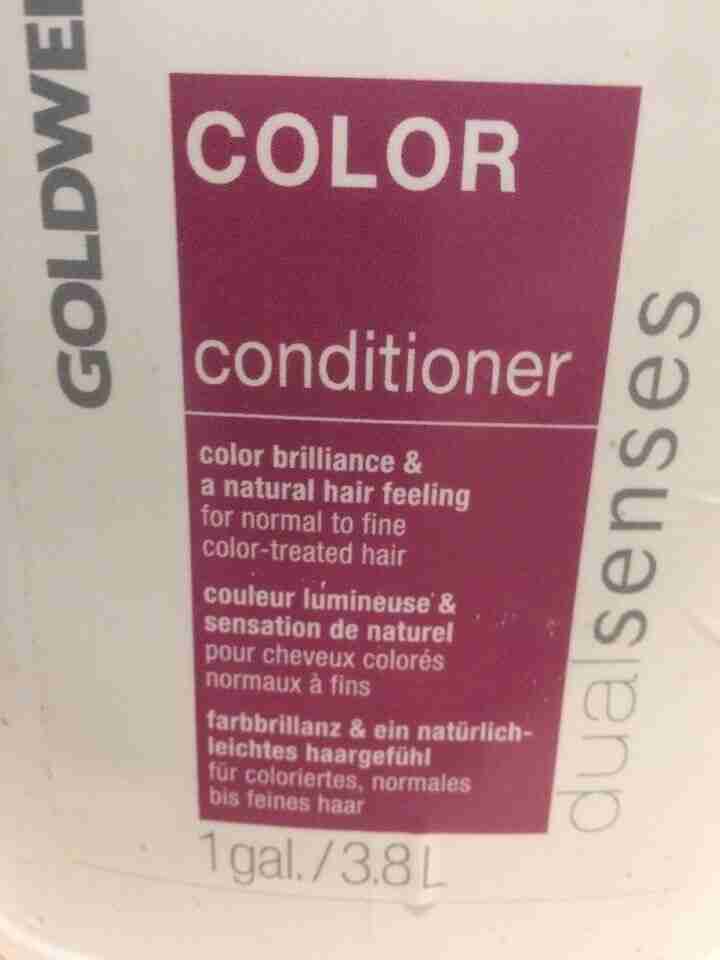 GOLDWE
COLOR
conditioner
color brilliance &
a natural hair feeling
for normal to fine
color-treated hair
couleur lumineuse &
sensation de naturel
pour cheveux colorés
normaux à fins
farbbrillanz & ein natürlich-
leichtes haargefühl
für coloriertes, normales
bis feines haar
dualsenses
1 gal. / 3.8 L